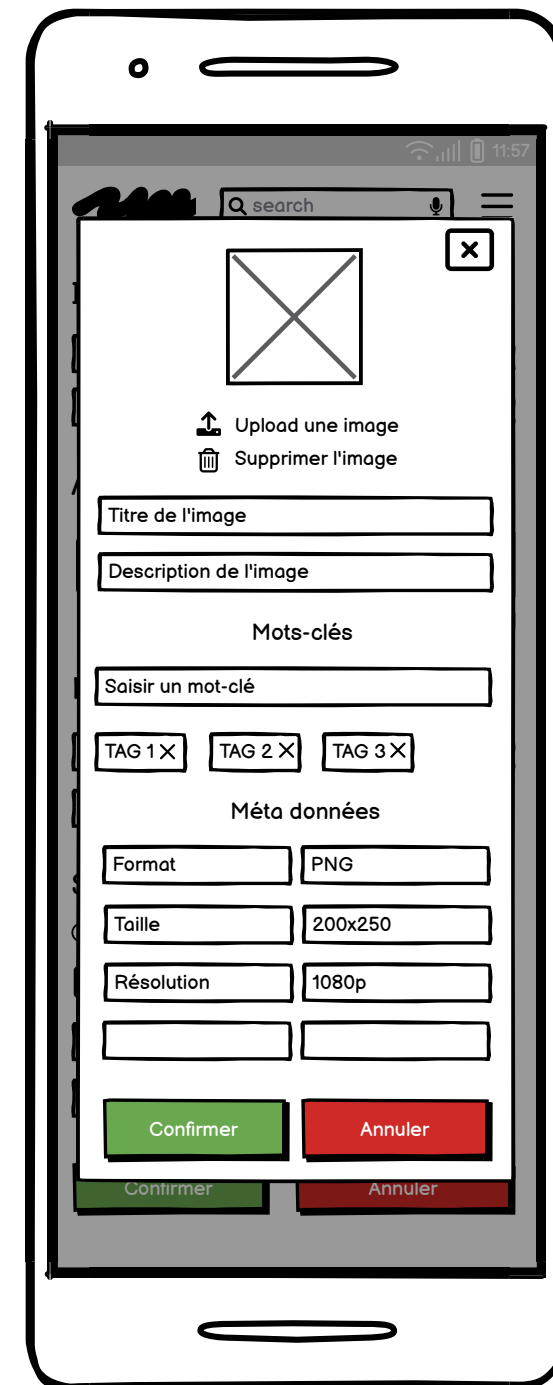 11:57
search
Upload une image
Supprimer l'image
Titre de l'image
Description de l'image
Mots-clés
Saisir un mot-clé
TAG 1 TAG 2 TAG 3
Méta données
Format PNG
Taille 200x250
Résolution 1080p
Confirmer Annuler
Confirmer Annuler